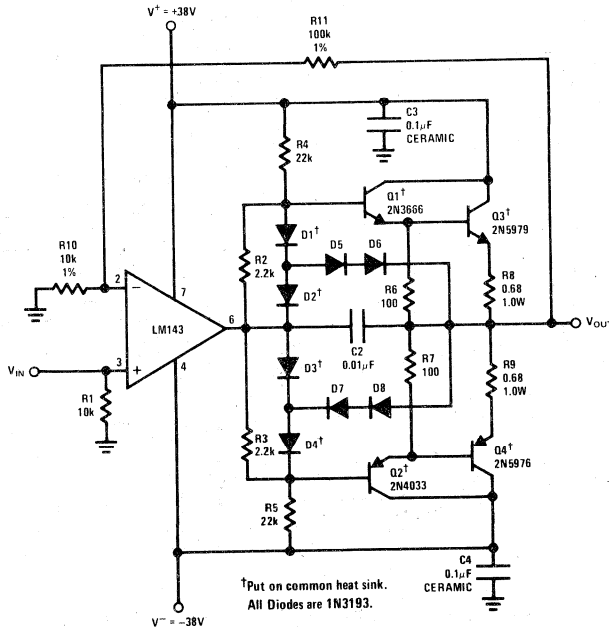 V⁺ = +38V
R11
100k
1%
R4
22k
C3
0.1μF
CERAMIC
Q1†
2N3666
Q3†
2N5979
R10
10k
1%
D1†
D5
D6
R2
2.2k
R8
0.68
1.0W
R6
100
2
−
7
D2†
LM143
6
VOUT
C2
0.01μF
VIN
3
+
4
R7
100
R9
0.68
1.0W
D3†
R1
10k
D7
D8
R3
2.2k
D4†
Q4†
2N5976
Q2†
2N4033
R5
22k
C4
0.1μF
CERAMIC
†Put on common heat sink.
All Diodes are 1N3193.
V⁻ = −38V